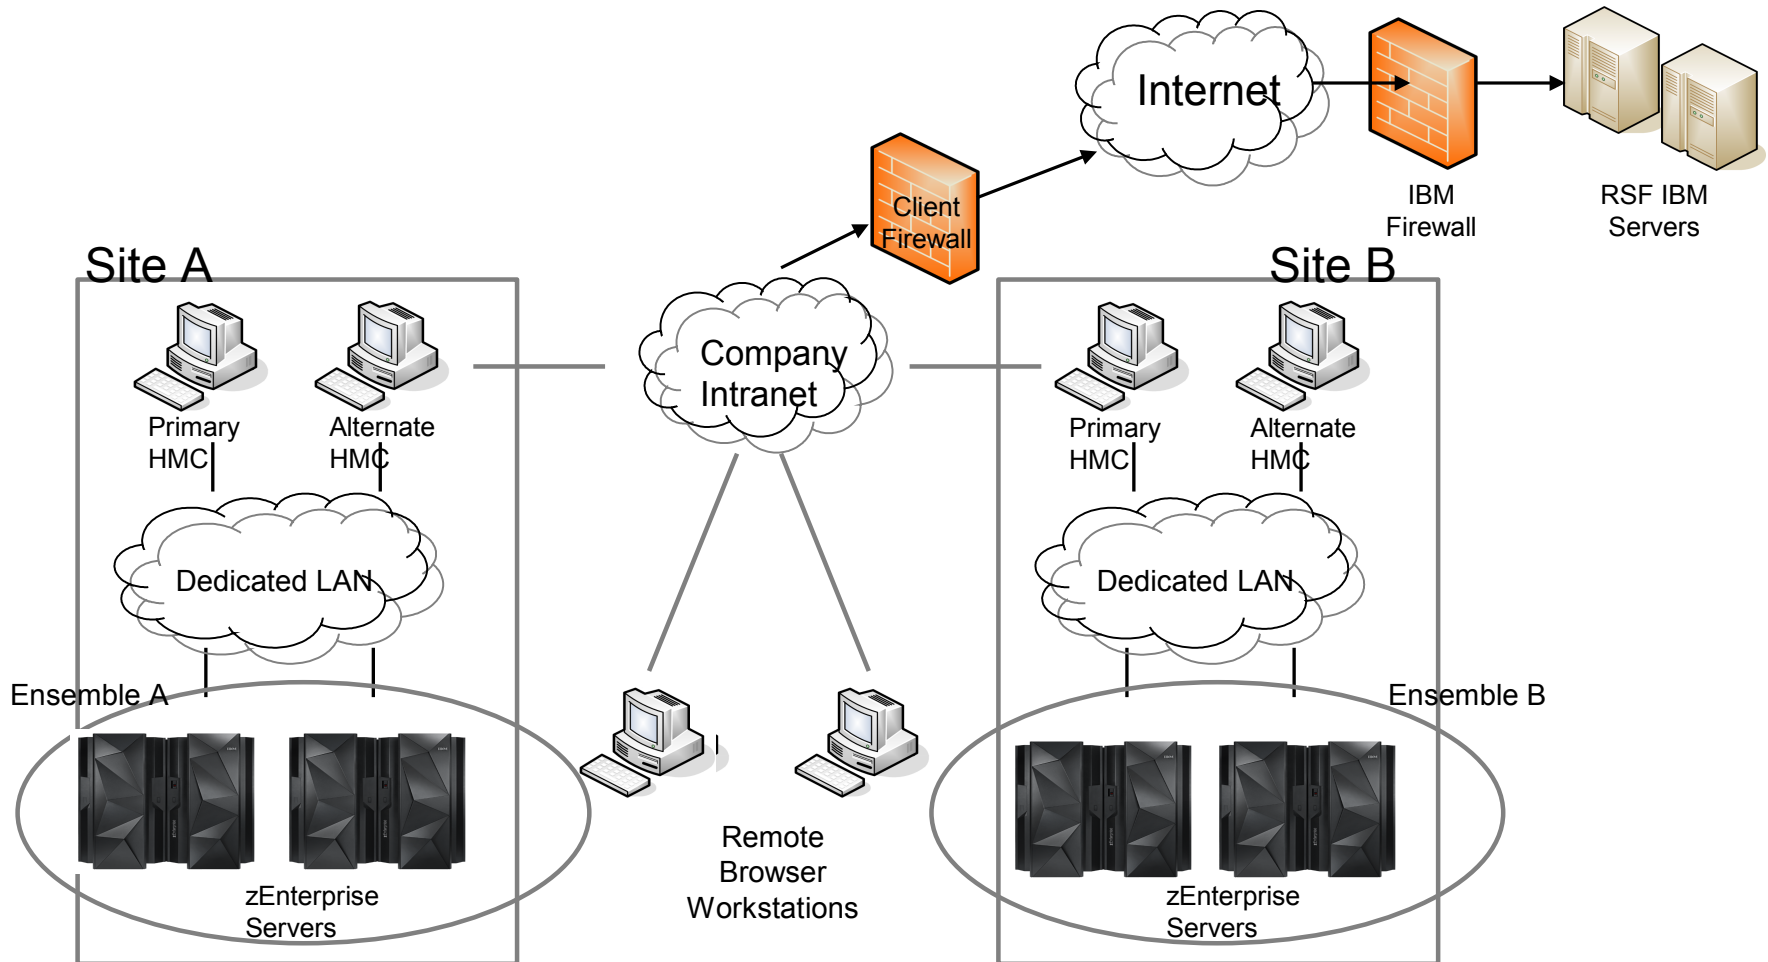 Internet
IBM
Firewall
RSF IBM
Servers
Client
Firewall
Site A
Site B
Company
Intranet
Primary
HMC
Alternate
HMC
Primary
HMC
Alternate
HMC
Dedicated LAN
Dedicated LAN
Ensemble A
Ensemble B
zEnterprise
Servers
Remote
Browser
Workstations
zEnterprise
Servers